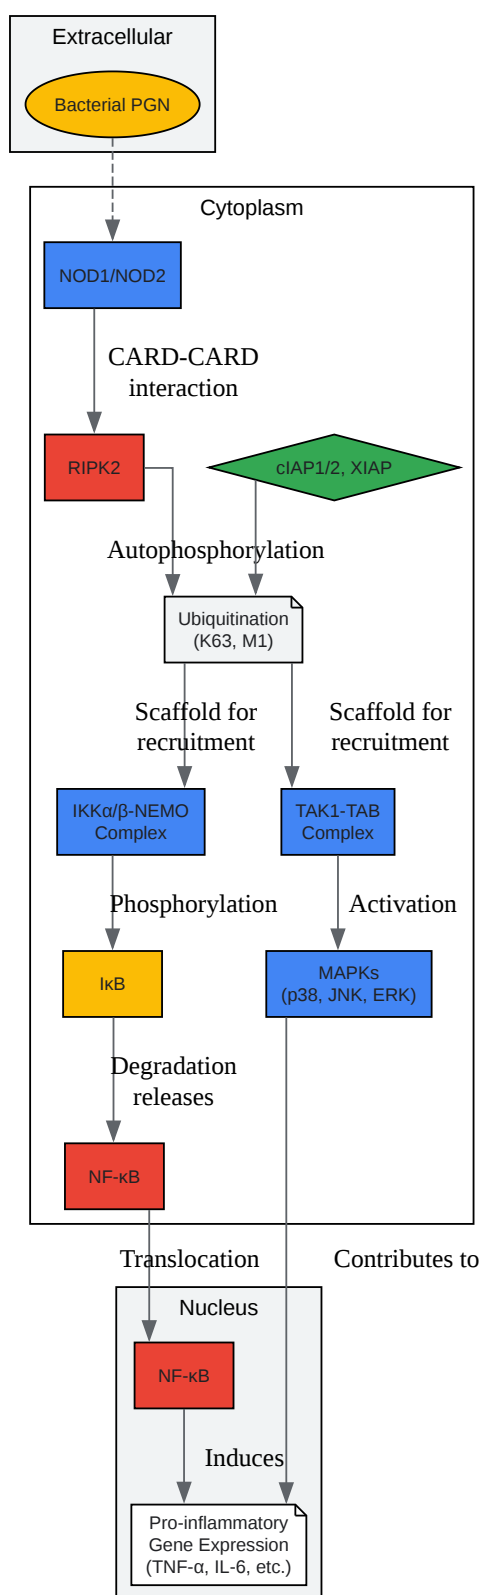 Extracellular
Bacterial PGN
Cytoplasm
NOD1/NOD2
CARD-CARD
interaction
RIPK2
cIAP1/2, XIAP
Autophosphorylation
Ubiquitination
(K63, M1)
Scaffold for
recruitment
Scaffold for
recruitment
IKKα/β-NEMO
Complex
TAK1-TAB
Complex
Phosphorylation
Activation
IκB
MAPKs
(p38, JNK, ERK)
Degradation
releases
NF-κB
Translocation
Contributes to
Nucleus
NF-κB
Induces
Pro-inflammatory
Gene Expression
(TNF-α, IL-6, etc.)